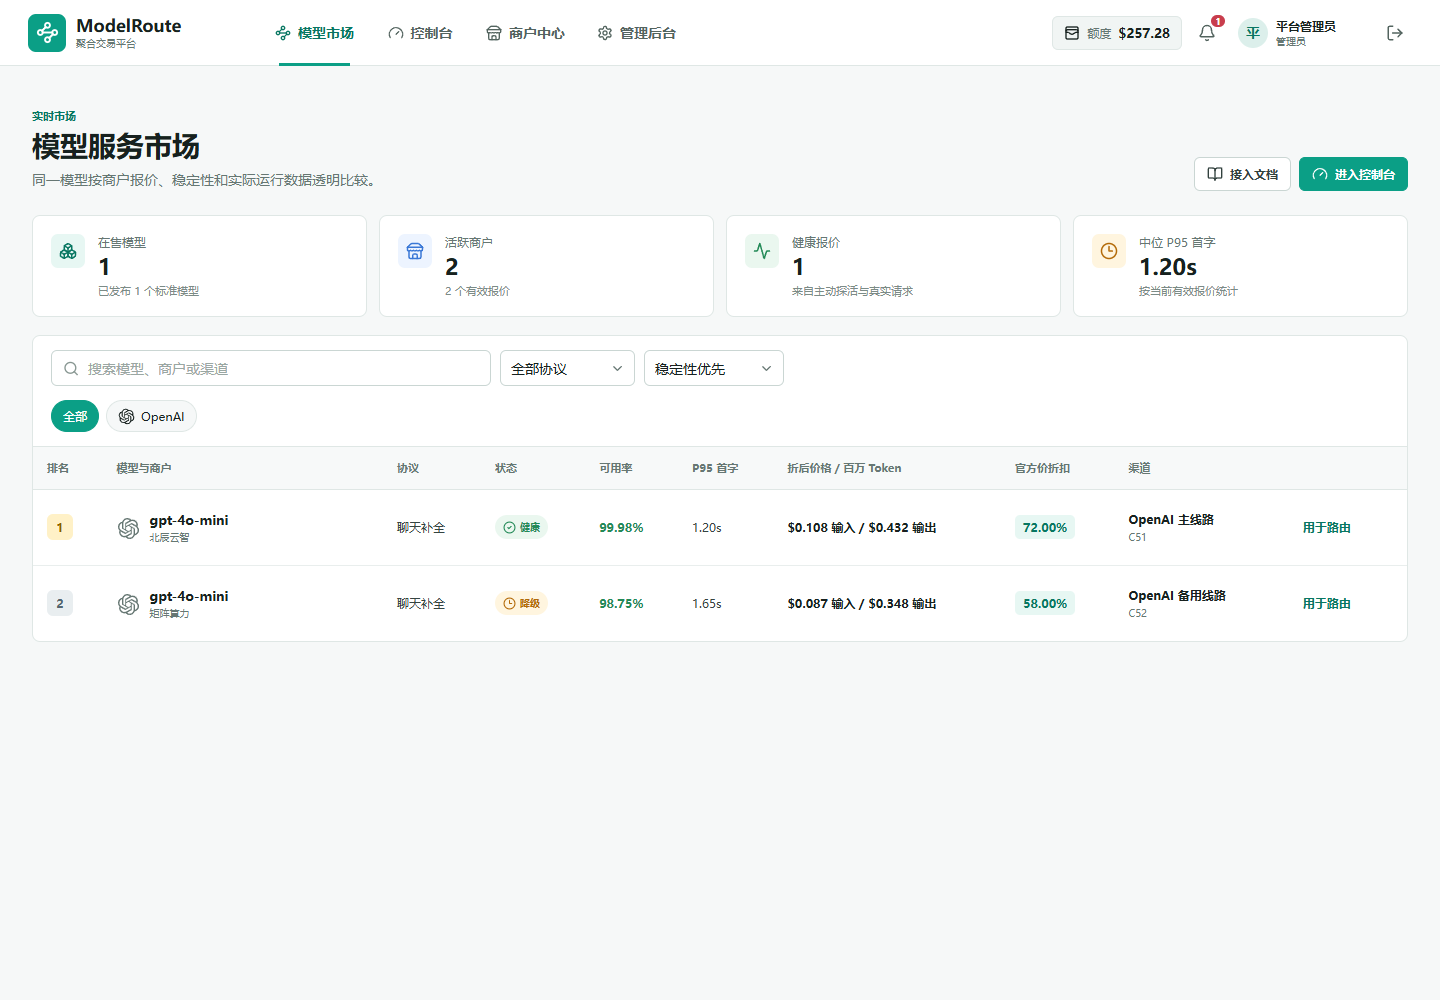 ModelRoute
聚合交易平台
模型市场
控制台
商户中心
管理后台
额度 $257.28
1
平
平台管理员
管理员
实时市场
模型服务市场
同一模型按商户报价、稳定性和实际运行数据透明比较。
接入文档
进入控制台
在售模型
1
已发布 1 个标准模型
活跃商户
2
2 个有效报价
健康报价
1
来自主动探活与真实请求
中位 P95 首字
1.20s
按当前有效报价统计
搜索模型、商户或渠道
全部协议
稳定性优先
全部
OpenAI
排名 模型与商户 协议 状态 可用率 P95 首字 折后价格 / 百万 Token 官方价折扣 渠道
1 gpt-4o-mini 聊天补全 健康 99.98% 1.20s $0.108 输入 / $0.432 输出 72.00% OpenAI 主线路 用于路由
北辰云智 C51
2 gpt-4o-mini 聊天补全 降级 98.75% 1.65s $0.087 输入 / $0.348 输出 58.00% OpenAI 备用线路 用于路由
矩阵算力 C52